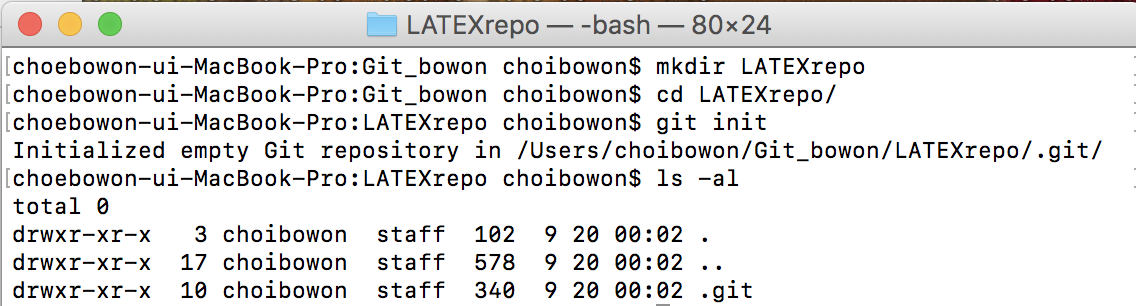 LATEXrepo — -bash — 80×24
[choebowon-ui-MacBook-Pro:Git_bowon choibowon$ mkdir LATEXrepo
[choebowon-ui-MacBook-Pro:Git_bowon choibowon$ cd LATEXrepo/
[choebowon-ui-MacBook-Pro:LATEXrepo choibowon$ git init
Initialized empty Git repository in /Users/choibowon/Git_bowon/LATEXrepo/.git/
[choebowon-ui-MacBook-Pro:LATEXrepo choibowon$ ls -al
total 0
drwxr-xr-x   3 choibowon  staff  102  9 20 00:02 .
drwxr-xr-x  17 choibowon  staff  578  9 20 00:02 ..
drwxr-xr-x  10 choibowon  staff  340  9 20 00:02 .git